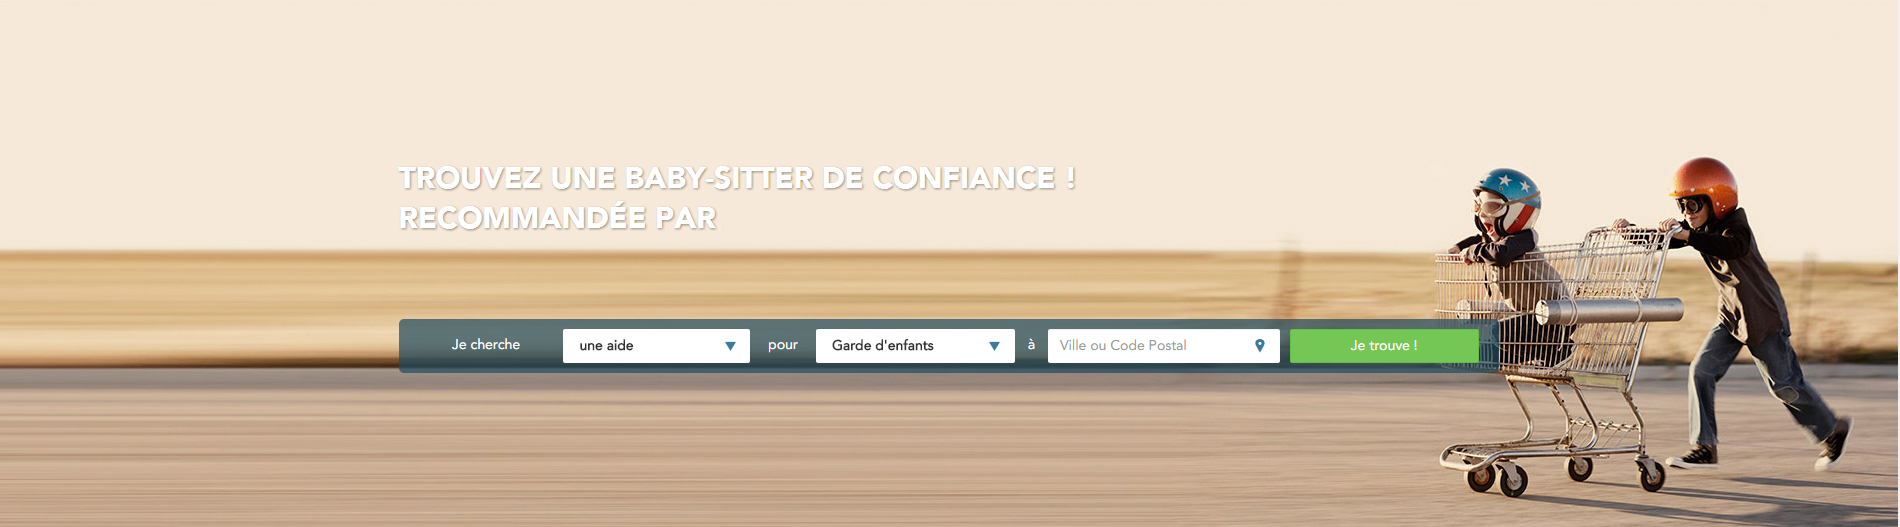 TROUVEZ UNE BABY-SITTER DE CONFIANCE !
RECOMMANDÉE PAR
Je cherche une aide pour Garde d'enfants à Ville ou Code Postal Je trouve !